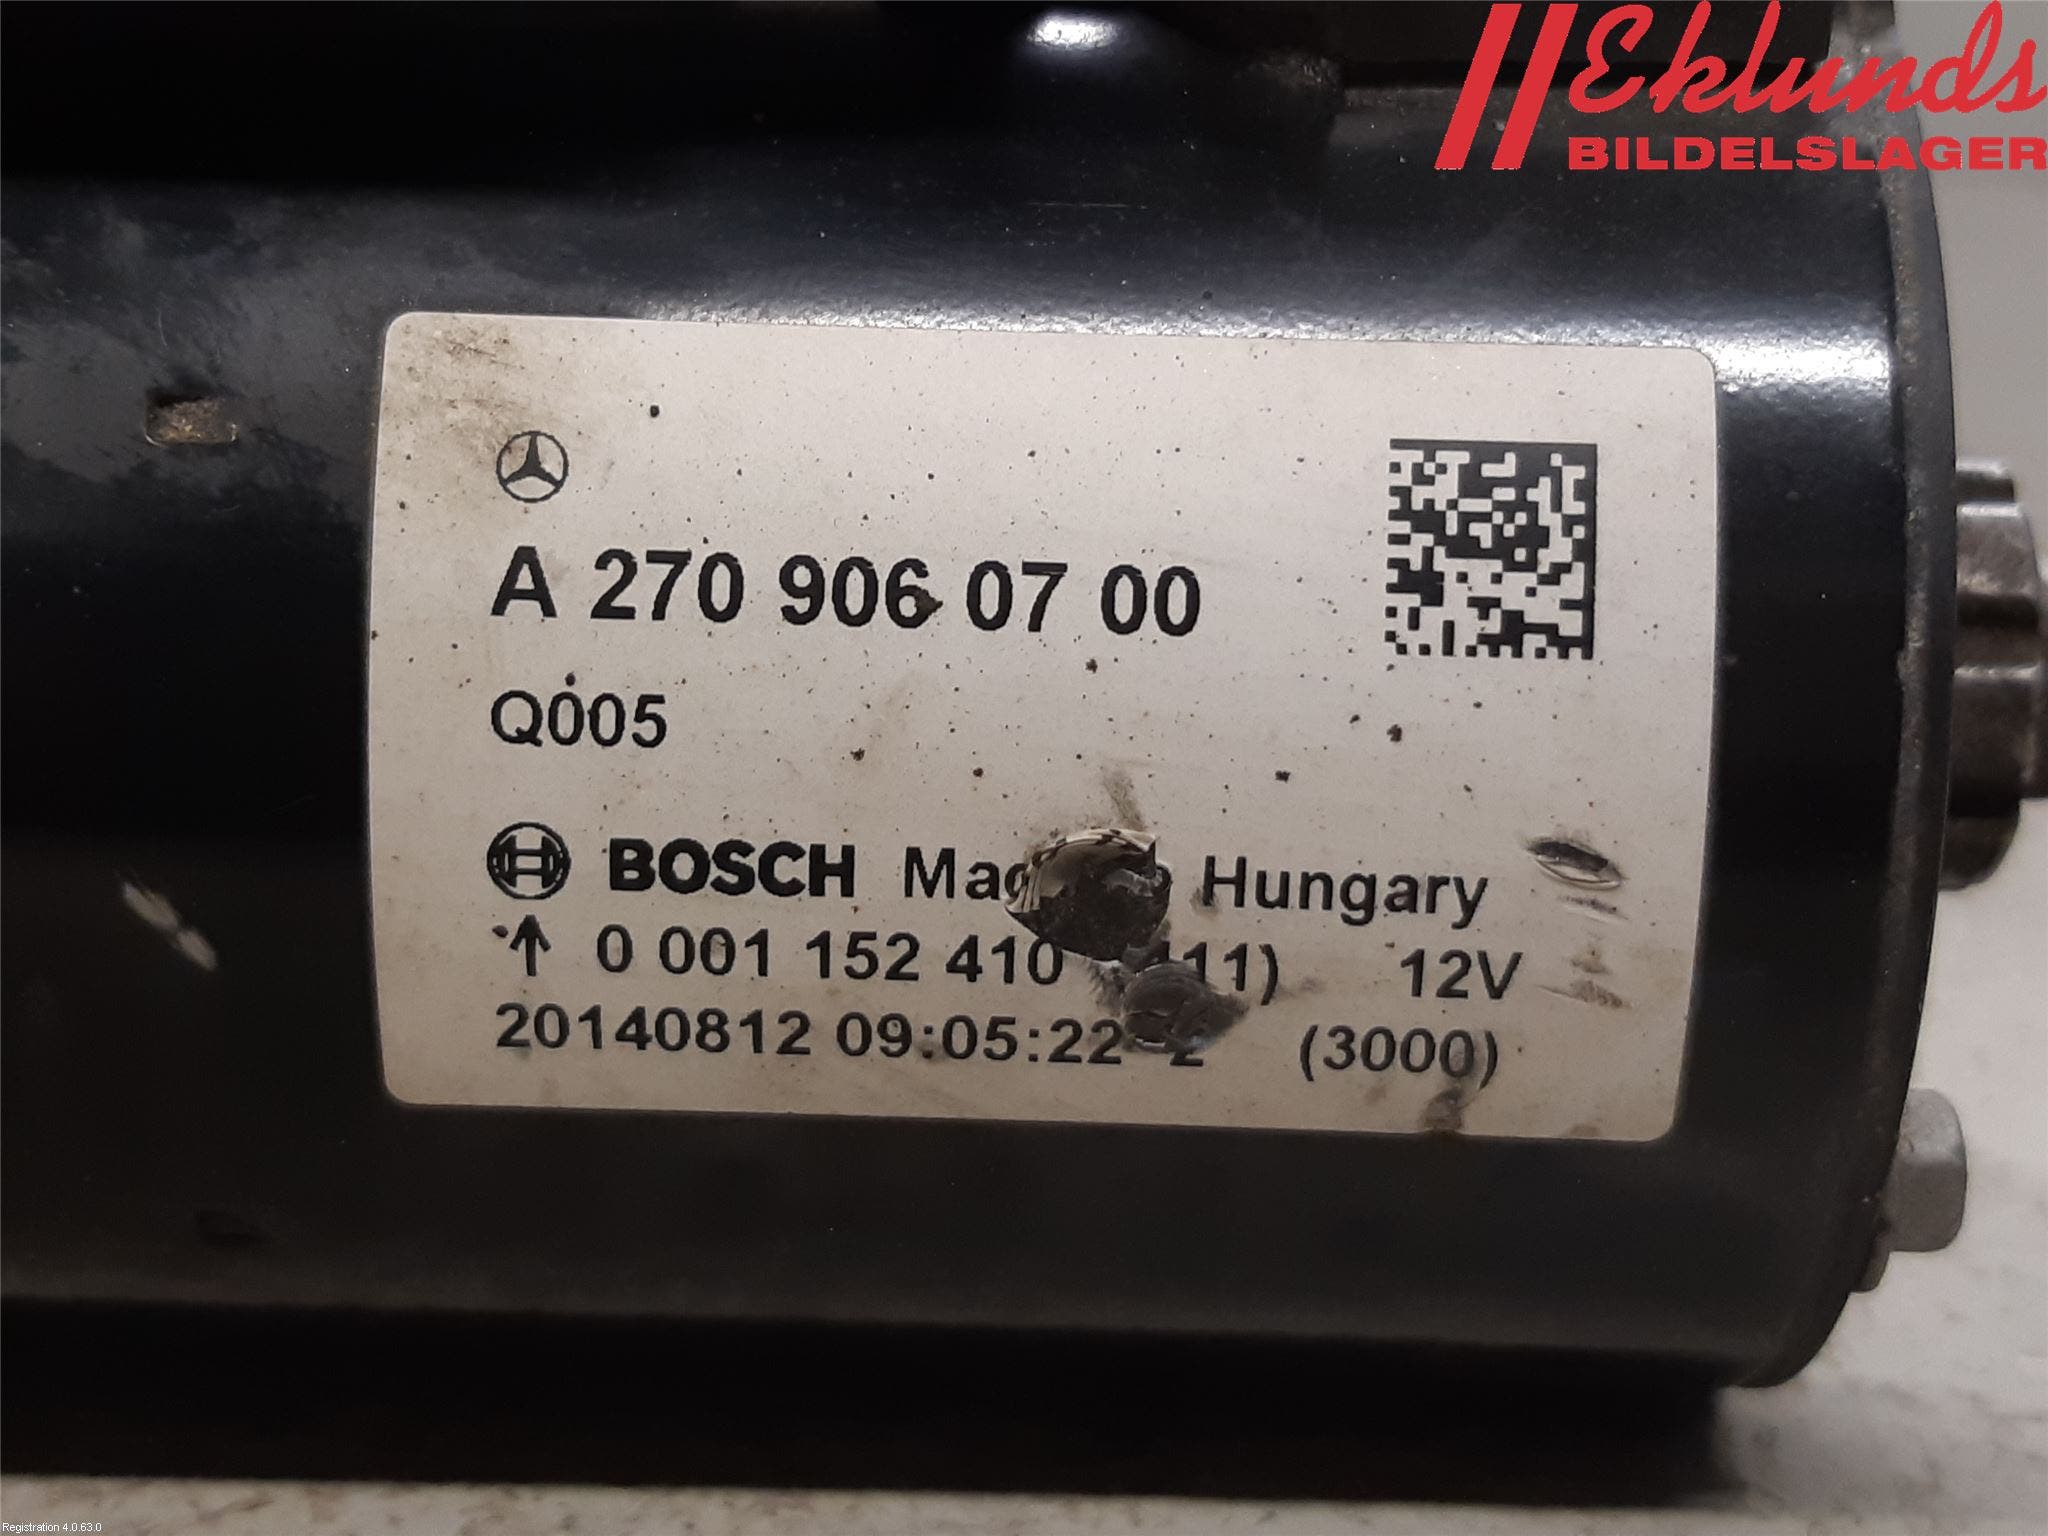 Eklunds
BILDELSLAGER
A 270 906 07 00
Q005
BOSCH Hungary
0 001 152 410 12V
20140812 09:05:22 (3000)
Registration 4.0.63.0